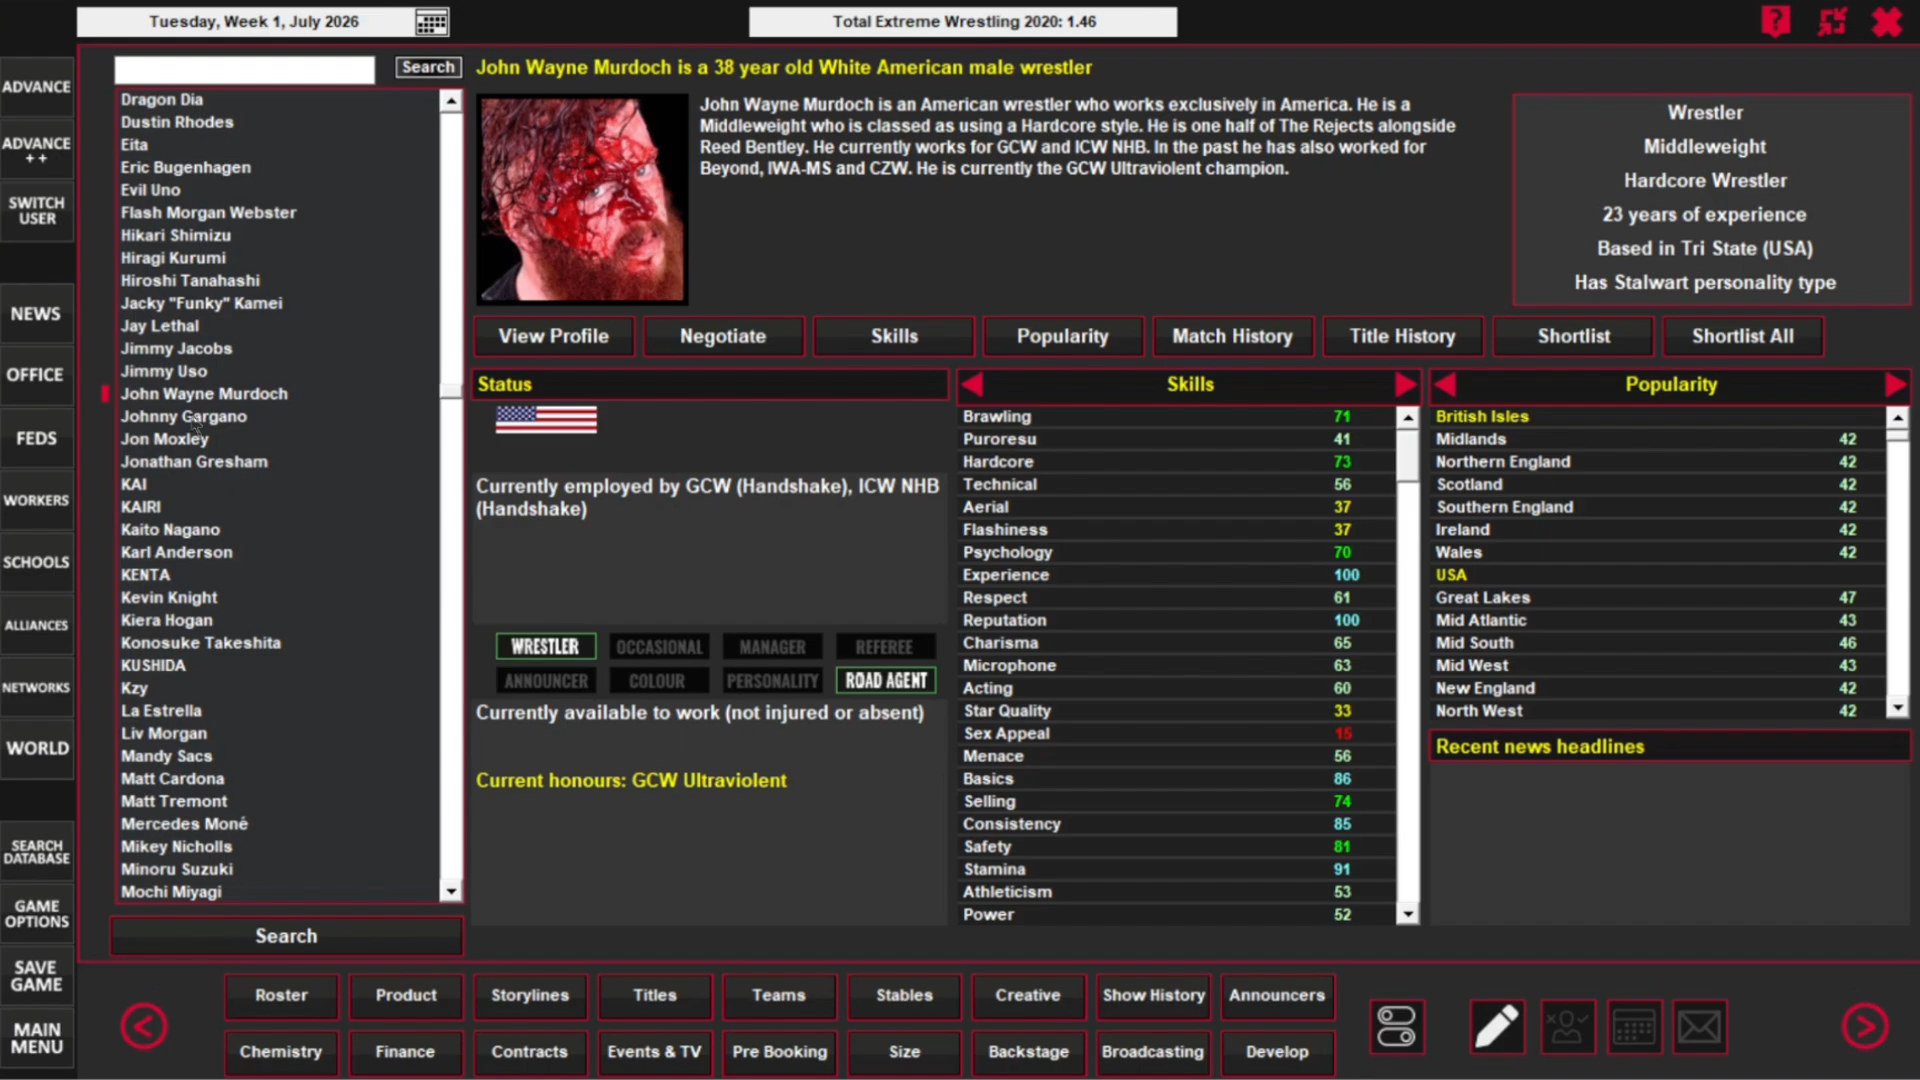 Tuesday, Week 1, July 2026
Total Extreme Wrestling 2020: 1.46
ADVANCE
ADVANCE
++
SWITCH
USER
NEWS
OFFICE
FEDS
WORKERS
SCHOOLS
ALLIANCES
NETWORKS
WORLD
SEARCH
DATABASE
GAME
OPTIONS
SAVE
GAME
MAIN
MENU
Search
Dragon Dia
Dustin Rhodes
Eita
Eric Bugenhagen
Evil Uno
Flash Morgan Webster
Hikari Shimizu
Hiragi Kurumi
Hiroshi Tanahashi
Jacky "Funky" Kamei
Jay Lethal
Jimmy Jacobs
Jimmy Uso
John Wayne Murdoch
Johnny Gargano
Jon Moxley
Jonathan Gresham
KAI
KAIRI
Kaito Nagano
Karl Anderson
KENTA
Kevin Knight
Kiera Hogan
Konosuke Takeshita
KUSHIDA
Kzy
La Estrella
Liv Morgan
Mandy Sacs
Matt Cardona
Matt Tremont
Mercedes Moné
Mikey Nicholls
Minoru Suzuki
Mochi Miyagi
Search
John Wayne Murdoch is a 38 year old White American male wrestler
John Wayne Murdoch is an American wrestler who works exclusively in America. He is a
Middleweight who is classed as using a Hardcore style. He is one half of The Rejects alongside
Reed Bentley. He currently works for GCW and ICW NHB. In the past he has also worked for
Beyond, IWA-MS and CZW. He is currently the GCW Ultraviolent champion.
Wrestler
Middleweight
Hardcore Wrestler
23 years of experience
Based in Tri State (USA)
Has Stalwart personality type
View Profile
Negotiate
Skills
Popularity
Match History
Title History
Shortlist
Shortlist All
Status
Currently employed by GCW (Handshake), ICW NHB
(Handshake)
WRESTLER OCCASIONAL MANAGER REFEREE
ANNOUNCER COLOUR PERSONALITY ROAD AGENT
Currently available to work (not injured or absent)
Current honours: GCW Ultraviolent
Skills
Brawling 71
Puroresu 41
Hardcore 73
Technical 56
Aerial 37
Flashiness 37
Psychology 70
Experience 100
Respect 61
Reputation 100
Charisma 65
Microphone 63
Acting 60
Star Quality 33
Sex Appeal 15
Menace 56
Basics 86
Selling 74
Consistency 85
Safety 81
Stamina 91
Athleticism 53
Power 52
Popularity
British Isles
Midlands 42
Northern England 42
Scotland 42
Southern England 42
Ireland 42
Wales 42
USA
Great Lakes 47
Mid Atlantic 43
Mid South 46
Mid West 43
New England 42
North West 42
Recent news headlines
Roster
Product
Storylines
Titles
Teams
Stables
Creative
Show History
Announcers
Chemistry
Finance
Contracts
Events & TV
Pre Booking
Size
Backstage
Broadcasting
Develop